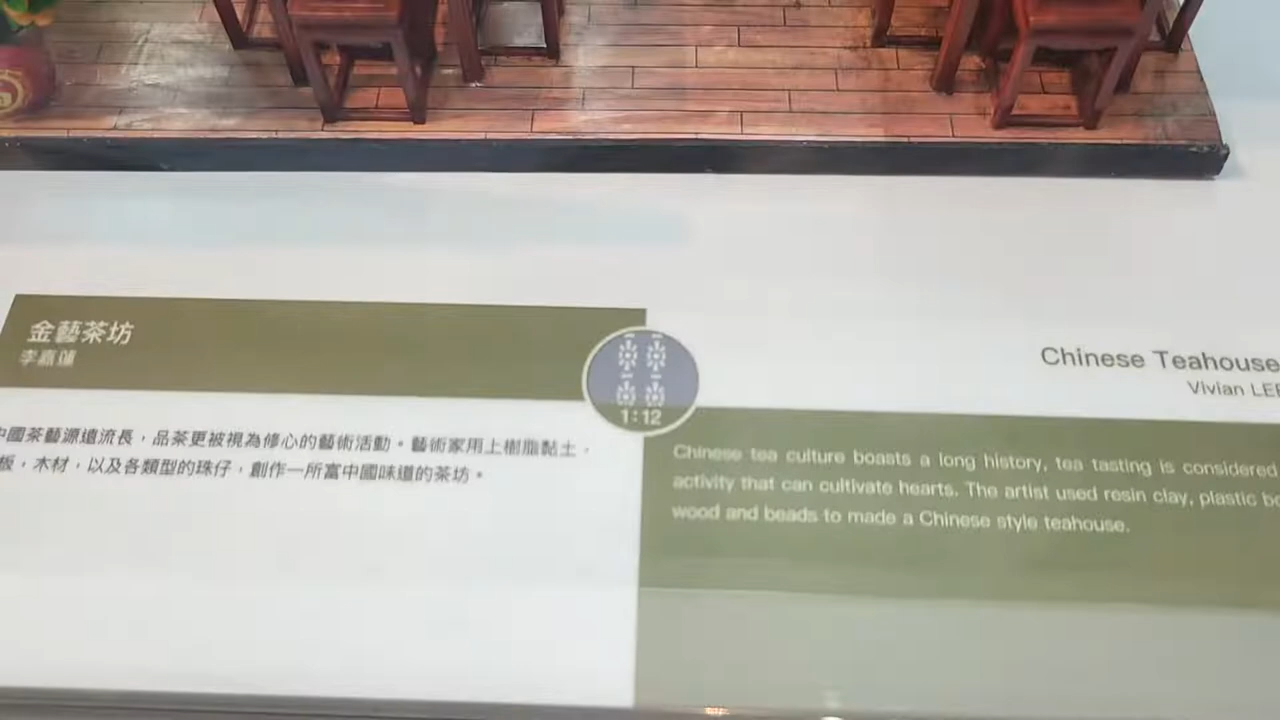 金藝茶坊
李嘉蓮
中國茶藝源遠流長，品茶更被視為修心的藝術活動。藝術家用上樹脂黏土，
板，木材，以及各類型的珠仔，創作一所富中國味道的茶坊。
1:12
Chinese Teahouse
Vivian LEE
Chinese tea culture boasts a long history, tea tasting is considered
activity that can cultivate hearts. The artist used resin clay, plastic
wood and beads to made a Chinese style teahouse.